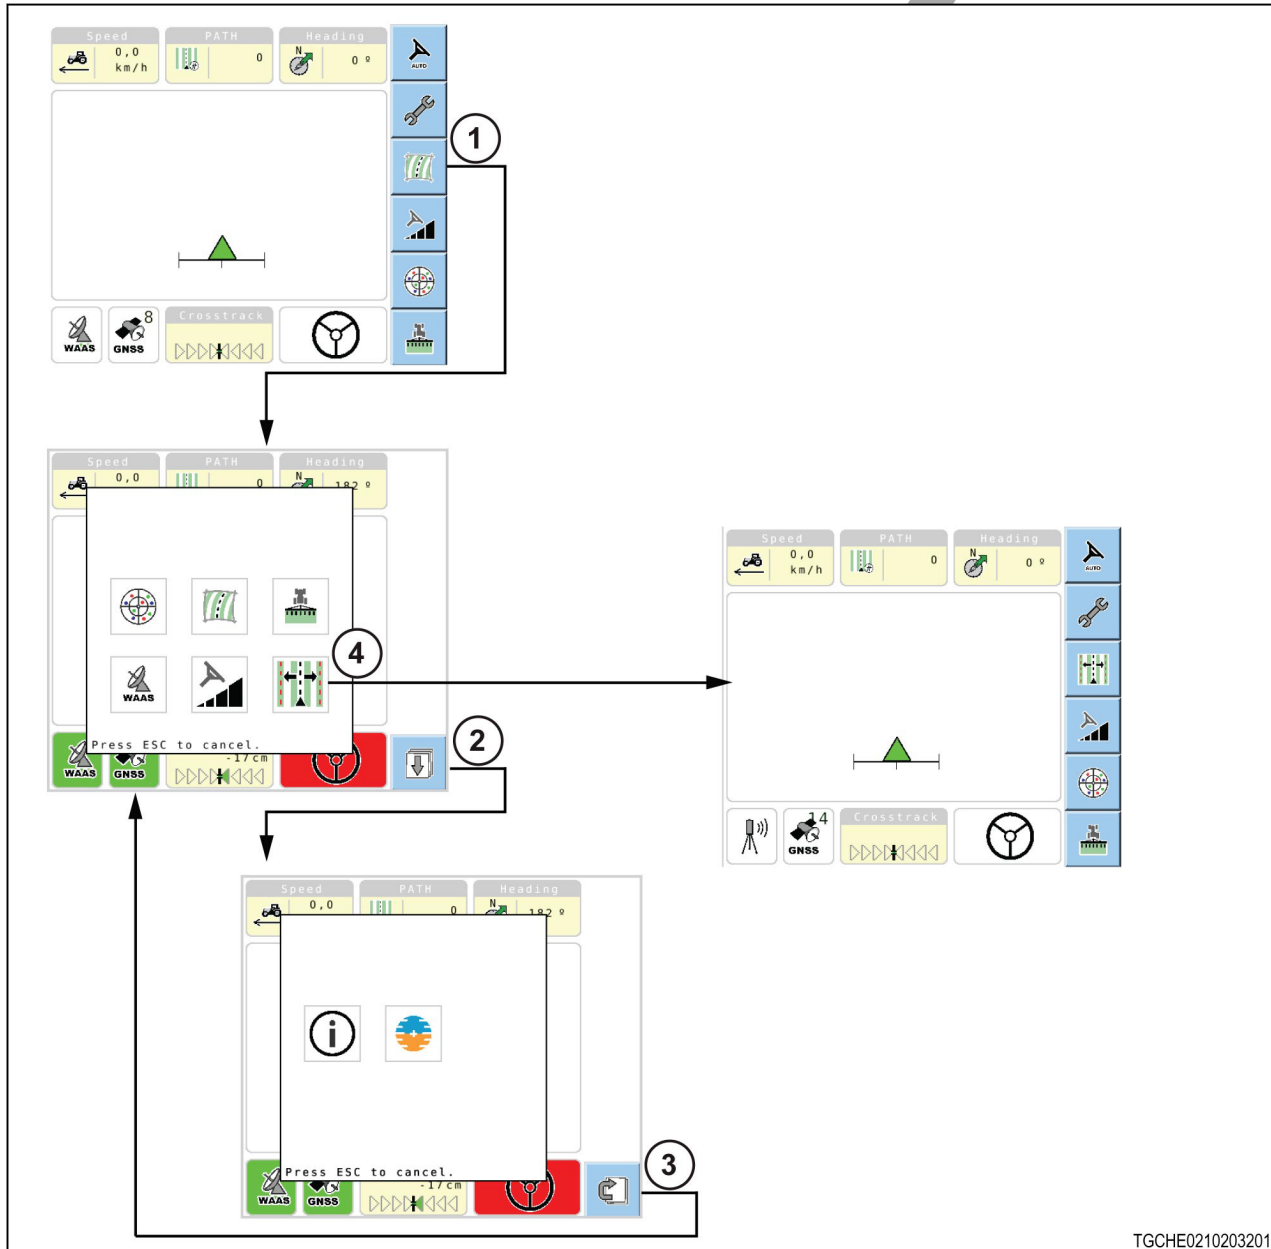 Speed PATH Heading
0,0 km/h 0 N 0 º
AUTO
1
8
WAAS GNSS Crosstrack
Speed PATH Heading
0,0 0 N 182 º
4
WAAS
Press ESC to cancel.
2
-17cm
WAAS GNSS
Speed PATH Heading
0,0 km/h 0 N 0 º
AUTO
14
GNSS Crosstrack
Speed PATH Heading
0,0 0 N 182 º
i
Press ESC to cancel.
3
-17cm
WAAS GNSS
TGCHE0210203201